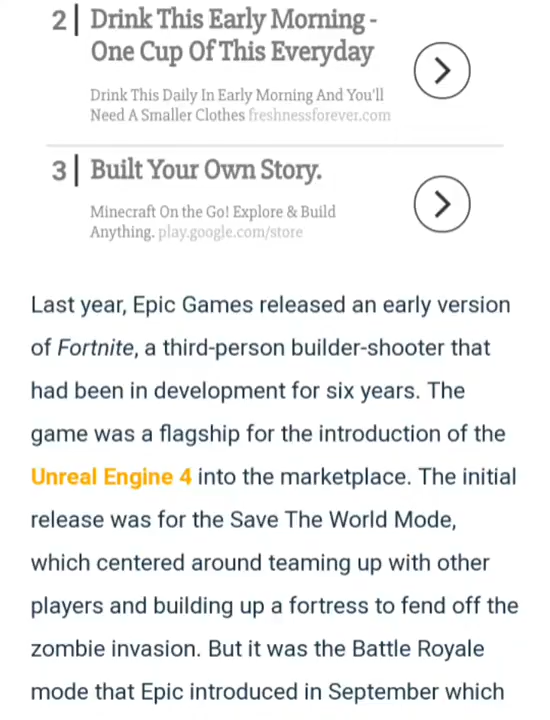 2 | Drink This Early Morning -
One Cup Of This Everyday
Drink This Daily In Early Morning And You'll
Need A Smaller Clothes freshnessforever.com
3 | Built Your Own Story.
Minecraft On the Go! Explore & Build
Anything. play.google.com/store
Last year, Epic Games released an early version
of Fortnite, a third-person builder-shooter that
had been in development for six years. The
game was a flagship for the introduction of the
Unreal Engine 4 into the marketplace. The initial
release was for the Save The World Mode,
which centered around teaming up with other
players and building up a fortress to fend off the
zombie invasion. But it was the Battle Royale
mode that Epic introduced in September which